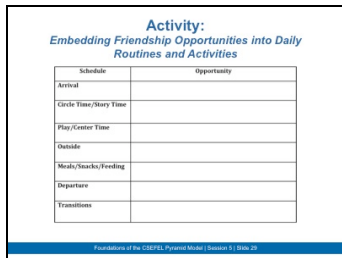 Activity:
Embedding Friendship Opportunities into Daily
Routines and Activities
Schedule Opportunity
Arrival
Circle Time/Story Time
Play/Center Time
Outside
Meals/Snacks/Feeding
Departure
Transitions
Foundations of the CSEFEL Pyramid Model | Session 5 | Slide 29